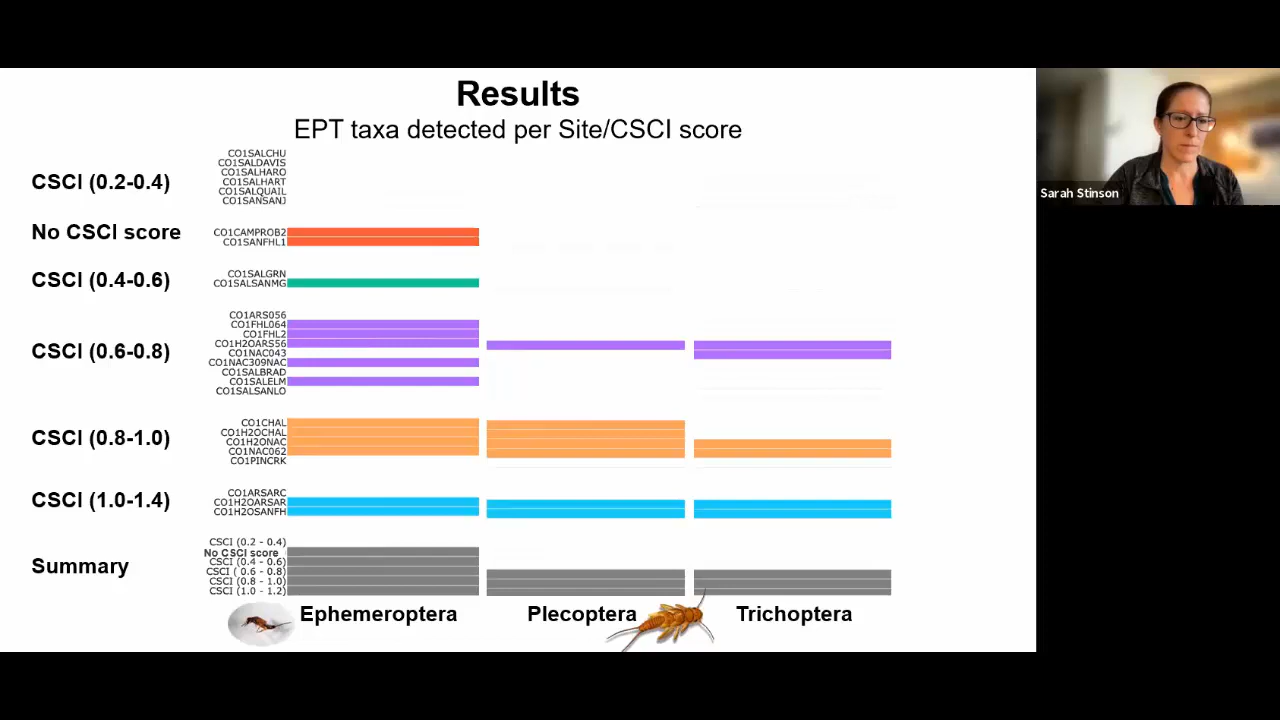 Results
EPT taxa detected per Site/CSCI score
CSCI (0.2-0.4)
CO1SALCHU
CO1SALDAVIS
CO1SALHARO
CO1SALHART
CO1SALQUAIL
CO1SANSANJ
No CSCI score
CO1CAMPROB2
CO1SANFHL1
CSCI (0.4-0.6)
CO1SALGRN
CO1SALSANMG
CSCI (0.6-0.8)
CO1ARS056
CO1FHL064
CO1FHL2
CO1H2OARS56
CO1NAC043
CO1NAC309NAC
CO1SALBRAD
CO1SALELM
CO1SALSANLO
CSCI (0.8-1.0)
CO1CHAL
CO1H2OCHAL
CO1H2ONAC
CO1NAC062
CO1PINCRK
CSCI (1.0-1.4)
CO1ARSARC
CO1H2OARSAR
CO1H2OSANFH
Summary
CSCI (0.2 - 0.4)
No CSCI score
CSCI (0.4 - 0.6)
CSCI ( 0.6 - 0.8)
CSCI (0.8 - 1.0)
CSCI (1.0 - 1.2)
Ephemeroptera
Plecoptera
Trichoptera
Sarah Stinson